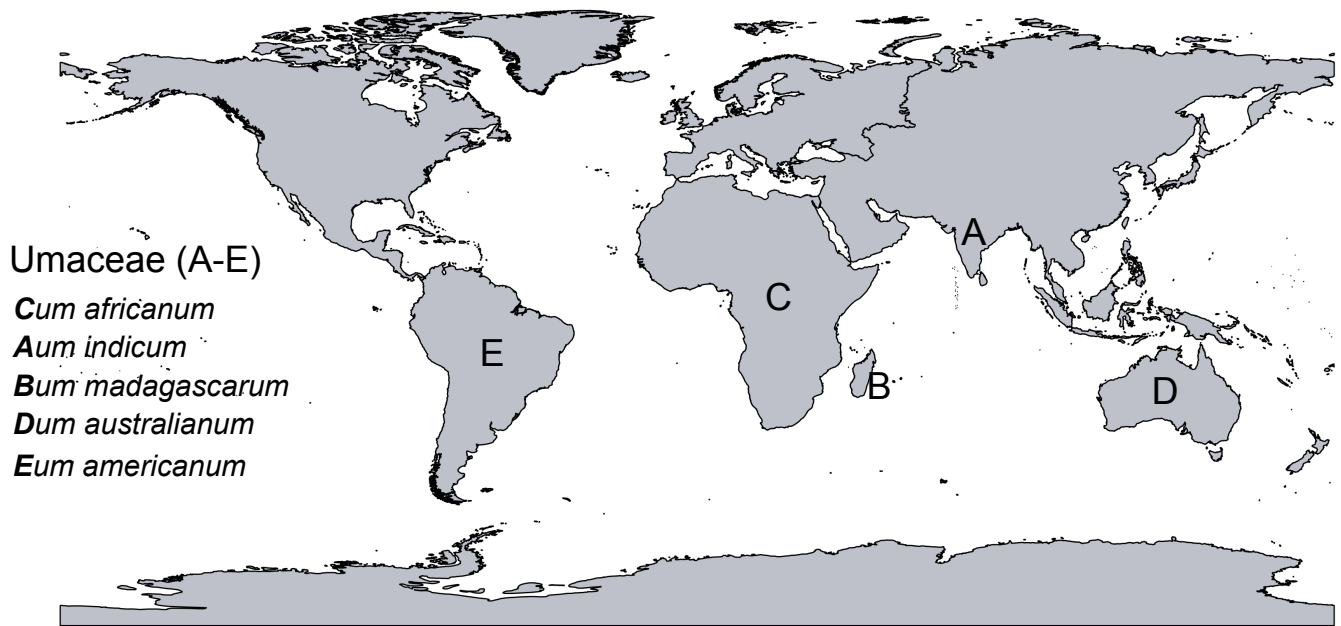 Umaceae (A-E)
Cum africanum
Aum indicum
Bum madagascarum
Dum australianum
Eum americanum
A
C
E
B
D